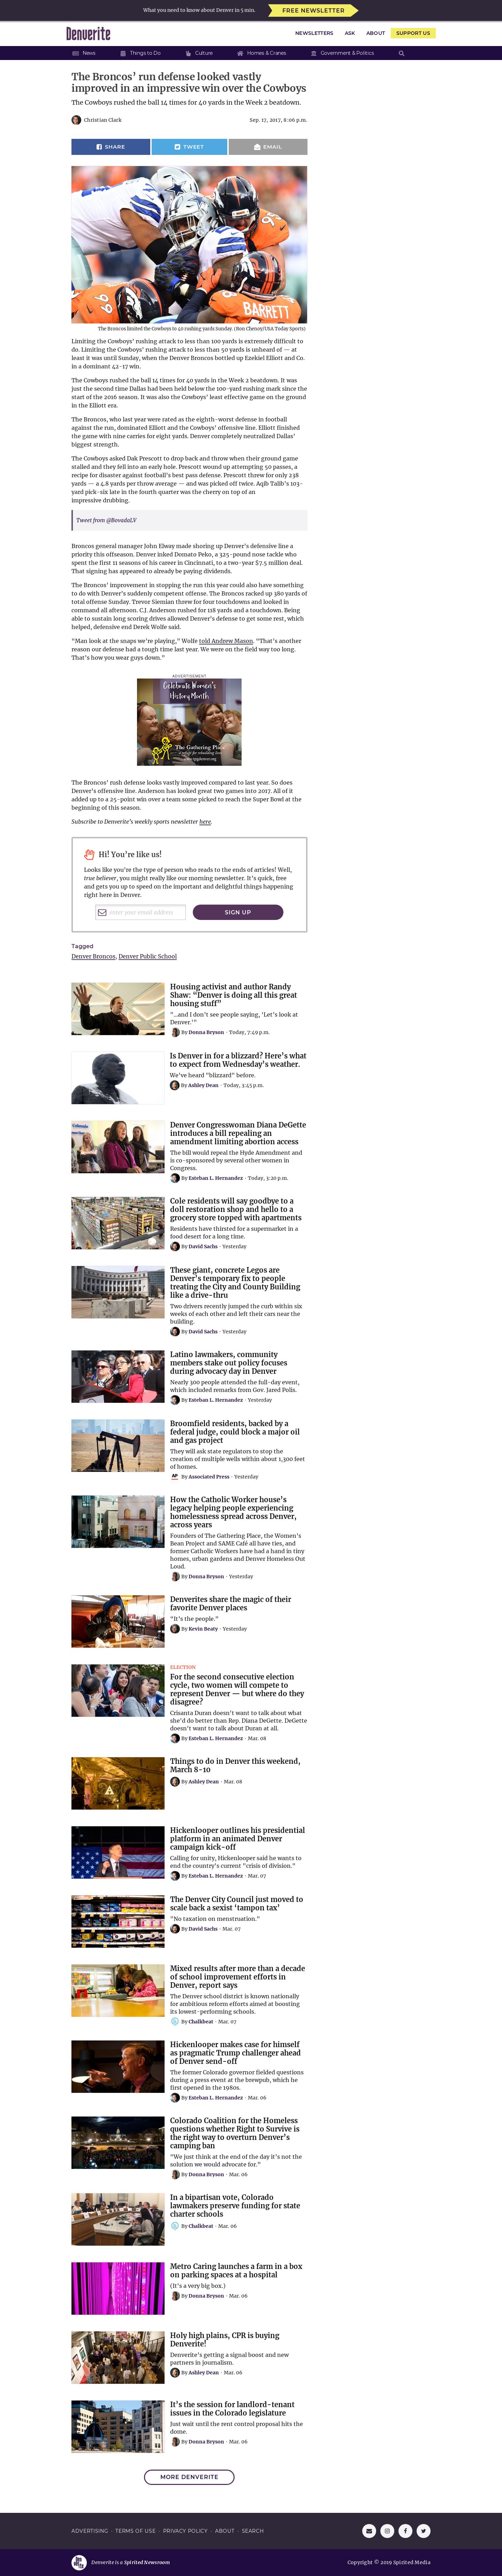 What you need to know about Denver in 5 min.
FREE NEWSLETTER
Denverite
NEWSLETTERS
ASK
ABOUT
SUPPORT US
News
Things to Do
Culture
Homes & Cranes
Government & Politics
The Broncos’ run defense looked vastly
improved in an impressive win over the Cowboys
The Cowboys rushed the ball 14 times for 40 yards in the Week 2 beatdown.
Christian Clark
Sep. 17, 2017, 8:06 p.m.
SHARE
TWEET
EMAIL
BARRETT
The Broncos limited the Cowboys to 40 rushing yards Sunday. (Ron Chenoy/USA Today Sports)
Limiting the Cowboys’ rushing attack to less than 100 yards is extremely difficult to
do. Limiting the Cowboys’ rushing attack to less than 50 yards is unheard of — at
least it was until Sunday, when the Denver Broncos bottled up Ezekiel Elliott and Co.
in a dominant 42-17 win.
The Cowboys rushed the ball 14 times for 40 yards in the Week 2 beatdown. It was
just the second time Dallas had been held below the 100-yard rushing mark since the
start of the 2016 season. It was also the Cowboys’ least effective game on the ground
in the Elliott era.
The Broncos, who last year were rated as the eighth-worst defense in football
against the run, dominated Elliott and the Cowboys’ offensive line. Elliott finished
the game with nine carries for eight yards. Denver completely neutralized Dallas’
biggest strength.
The Cowboys asked Dak Prescott to drop back and throw when their ground game
stalled and they fell into an early hole. Prescott wound up attempting 50 passes, a
recipe for disaster against football’s best pass defense. Prescott threw for only 238
yards — a 4.8 yards per throw average — and was picked off twice. Aqib Talib’s 103-
yard pick-six late in the fourth quarter was the cherry on top of an
impressive drubbing.
Tweet from @BovadaLV
Broncos general manager John Elway made shoring up Denver’s defensive line a
priority this offseason. Denver inked Domata Peko, a 325-pound nose tackle who
spent the first 11 seasons of his career in Cincinnati, to a two-year $7.5 million deal.
That signing has appeared to already be paying dividends.
The Broncos’ improvement in stopping the run this year could also have something
to do with Denver’s suddenly competent offense. The Broncos racked up 380 yards of
total offense Sunday. Trevor Siemian threw for four touchdowns and looked in
command all afternoon. C.J. Anderson rushed for 118 yards and a touchdown. Being
able to sustain long scoring drives allowed Denver’s defense to get some rest, which
helped, defensive end Derek Wolfe said.
“Man look at the snaps we’re playing,” Wolfe told Andrew Mason. “That’s another
reason our defense had a tough time last year. We were on the field way too long.
That’s how you wear guys down.”
ADVERTISEMENT
Celebrate Women’s
History Month
The Gathering Place
a refuge for rebuilding lives
www.tgpdenver.org
The Broncos’ rush defense looks vastly improved compared to last year. So does
Denver’s offensive line. Anderson has looked great two games into 2017. All of it
added up to a 25-point win over a team some picked to reach the Super Bowl at the
beginning of this season.
Subscribe to Denverite’s weekly sports newsletter here.
Hi! You’re like us!
Looks like you’re the type of person who reads to the ends of articles! Well,
true believer, you might really like our morning newsletter. It’s quick, free
and gets you up to speed on the important and delightful things happening
right here in Denver.
enter your email address
SIGN UP
Tagged
Denver Broncos, Denver Public School
Housing activist and author Randy
Shaw: “Denver is doing all this great
housing stuff”
“…and I don’t see people saying, ‘Let’s look at
Denver.’”
By Donna Bryson - Today, 7:49 p.m.
Is Denver in for a blizzard? Here’s what
to expect from Wednesday’s weather.
We’ve heard “blizzard” before.
By Ashley Dean - Today, 3:45 p.m.
Denver Congresswoman Diana DeGette
introduces a bill repealing an
amendment limiting abortion access
The bill would repeal the Hyde Amendment and
is co-sponsored by several other women in
Congress.
By Esteban L. Hernandez - Today, 3:20 p.m.
Cole residents will say goodbye to a
doll restoration shop and hello to a
grocery store topped with apartments
Residents have thirsted for a supermarket in a
food desert for a long time.
By David Sachs - Yesterday
These giant, concrete Legos are
Denver’s temporary fix to people
treating the City and County Building
like a drive-thru
Two drivers recently jumped the curb within six
weeks of each other and left their cars near the
building.
By David Sachs - Yesterday
Latino lawmakers, community
members stake out policy focuses
during advocacy day in Denver
Nearly 300 people attended the full-day event,
which included remarks from Gov. Jared Polis.
By Esteban L. Hernandez - Yesterday
Broomfield residents, backed by a
federal judge, could block a major oil
and gas project
They will ask state regulators to stop the
creation of multiple wells within about 1,300 feet
of homes.
AP
By Associated Press - Yesterday
How the Catholic Worker house’s
legacy helping people experiencing
homelessness spread across Denver,
across years
Founders of The Gathering Place, the Women’s
Bean Project and SAME Café all have ties, and
former Catholic Workers have had a hand in tiny
homes, urban gardens and Denver Homeless Out
Loud.
By Donna Bryson - Yesterday
Denverites share the magic of their
favorite Denver places
“It’s the people.”
By Kevin Beaty - Yesterday
ELECTION
For the second consecutive election
cycle, two women will compete to
represent Denver — but where do they
disagree?
Crisanta Duran doesn’t want to talk about what
she’d do better than Rep. Diana DeGette. DeGette
doesn’t want to talk about Duran at all.
By Esteban L. Hernandez - Mar. 08
Things to do in Denver this weekend,
March 8-10
By Ashley Dean - Mar. 08
Hickenlooper outlines his presidential
platform in an animated Denver
campaign kick-off
Calling for unity, Hickenlooper said he wants to
end the country’s current “crisis of division.”
By Esteban L. Hernandez - Mar. 07
The Denver City Council just moved to
scale back a sexist ‘tampon tax’
“No taxation on menstruation.”
By David Sachs - Mar. 07
Mixed results after more than a decade
of school improvement efforts in
Denver, report says
The Denver school district is known nationally
for ambitious reform efforts aimed at boosting
its lowest-performing schools.
By Chalkbeat - Mar. 07
Hickenlooper makes case for himself
as pragmatic Trump challenger ahead
of Denver send-off
The former Colorado governor fielded questions
during a press event at the brewpub, which he
first opened in the 1980s.
By Esteban L. Hernandez - Mar. 06
Colorado Coalition for the Homeless
questions whether Right to Survive is
the right way to overturn Denver’s
camping ban
“We just think at the end of the day it’s not the
solution we would advocate for.”
By Donna Bryson - Mar. 06
In a bipartisan vote, Colorado
lawmakers preserve funding for state
charter schools
By Chalkbeat - Mar. 06
Metro Caring launches a farm in a box
on parking spaces at a hospital
(It’s a very big box.)
By Donna Bryson - Mar. 06
Holy high plains, CPR is buying
Denverite!
Denverite’s getting a signal boost and new
partners in journalism.
By Ashley Dean - Mar. 06
It’s the session for landlord-tenant
issues in the Colorado legislature
Just wait until the rent control proposal hits the
dome.
By Donna Bryson - Mar. 06
MORE DENVERITE
ADVERTISING - TERMS OF USE - PRIVACY POLICY - ABOUT - SEARCH
Denverite is a Spirited Newsroom
Copyright © 2019 Spirited Media